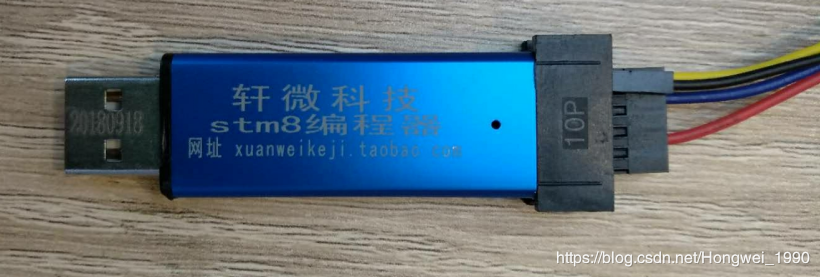 20180918
轩微科技
stm8编程器
网址 xuanweikeji.taobao.com
10P
https://blog.csdn.net/Hongwei_1990